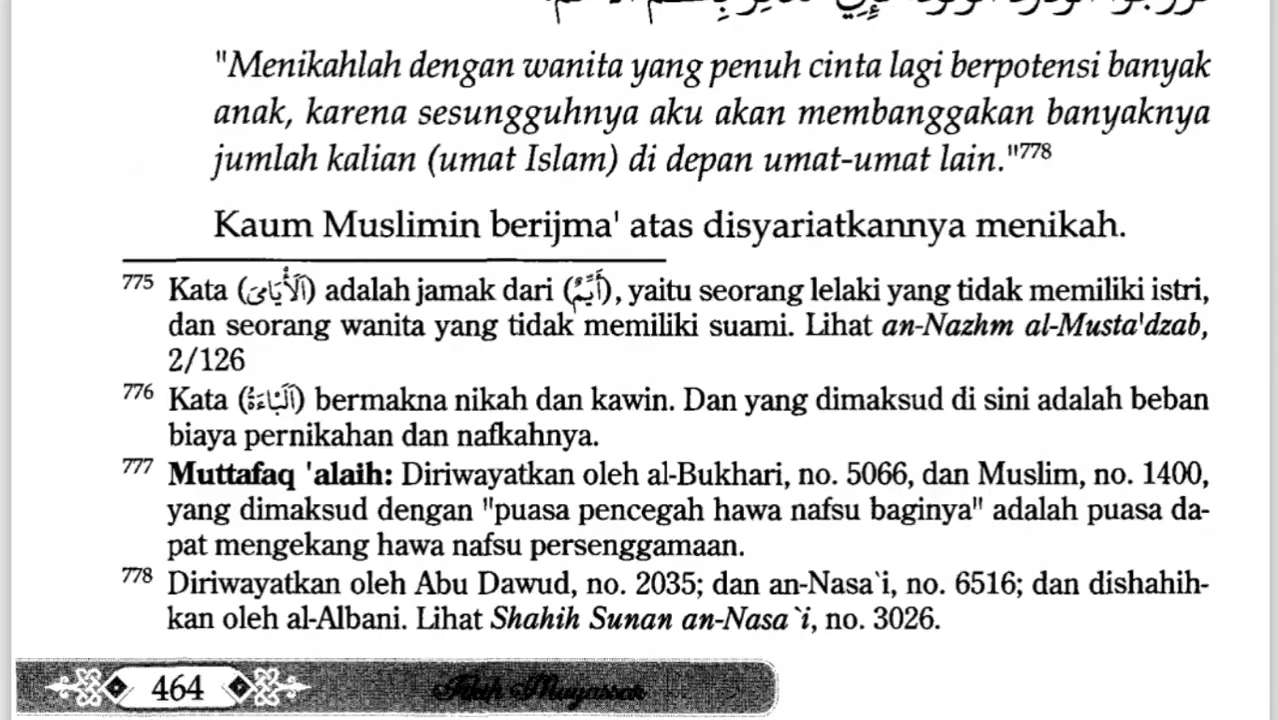 "Menikahlah dengan wanita yang penuh cinta lagi berpotensi banyak
anak, karena sesungguhnya aku akan membanggakan banyaknya
jumlah kalian (umat Islam) di depan umat-umat lain."778
Kaum Muslimin berijma' atas disyariatkannya menikah.
775 Kata (اَلْأَيَامَى) adalah jamak dari (أَيِّمٌ), yaitu seorang lelaki yang tidak memiliki istri,
dan seorang wanita yang tidak memiliki suami. Lihat an-Nazhm al-Musta'dzab,
2/126
776 Kata (اَلْبَاءَةُ) bermakna nikah dan kawin. Dan yang dimaksud di sini adalah beban
biaya pernikahan dan nafkahnya.
777 Muttafaq 'alaih: Diriwayatkan oleh al-Bukhari, no. 5066, dan Muslim, no. 1400,
yang dimaksud dengan "puasa pencegah hawa nafsu baginya" adalah puasa da-
pat mengekang hawa nafsu persenggamaan.
778 Diriwayatkan oleh Abu Dawud, no. 2035; dan an-Nasa`i, no. 6516; dan dishahih-
kan oleh al-Albani. Lihat Shahih Sunan an-Nasa`i, no. 3026.
464 Fikih Muyassar